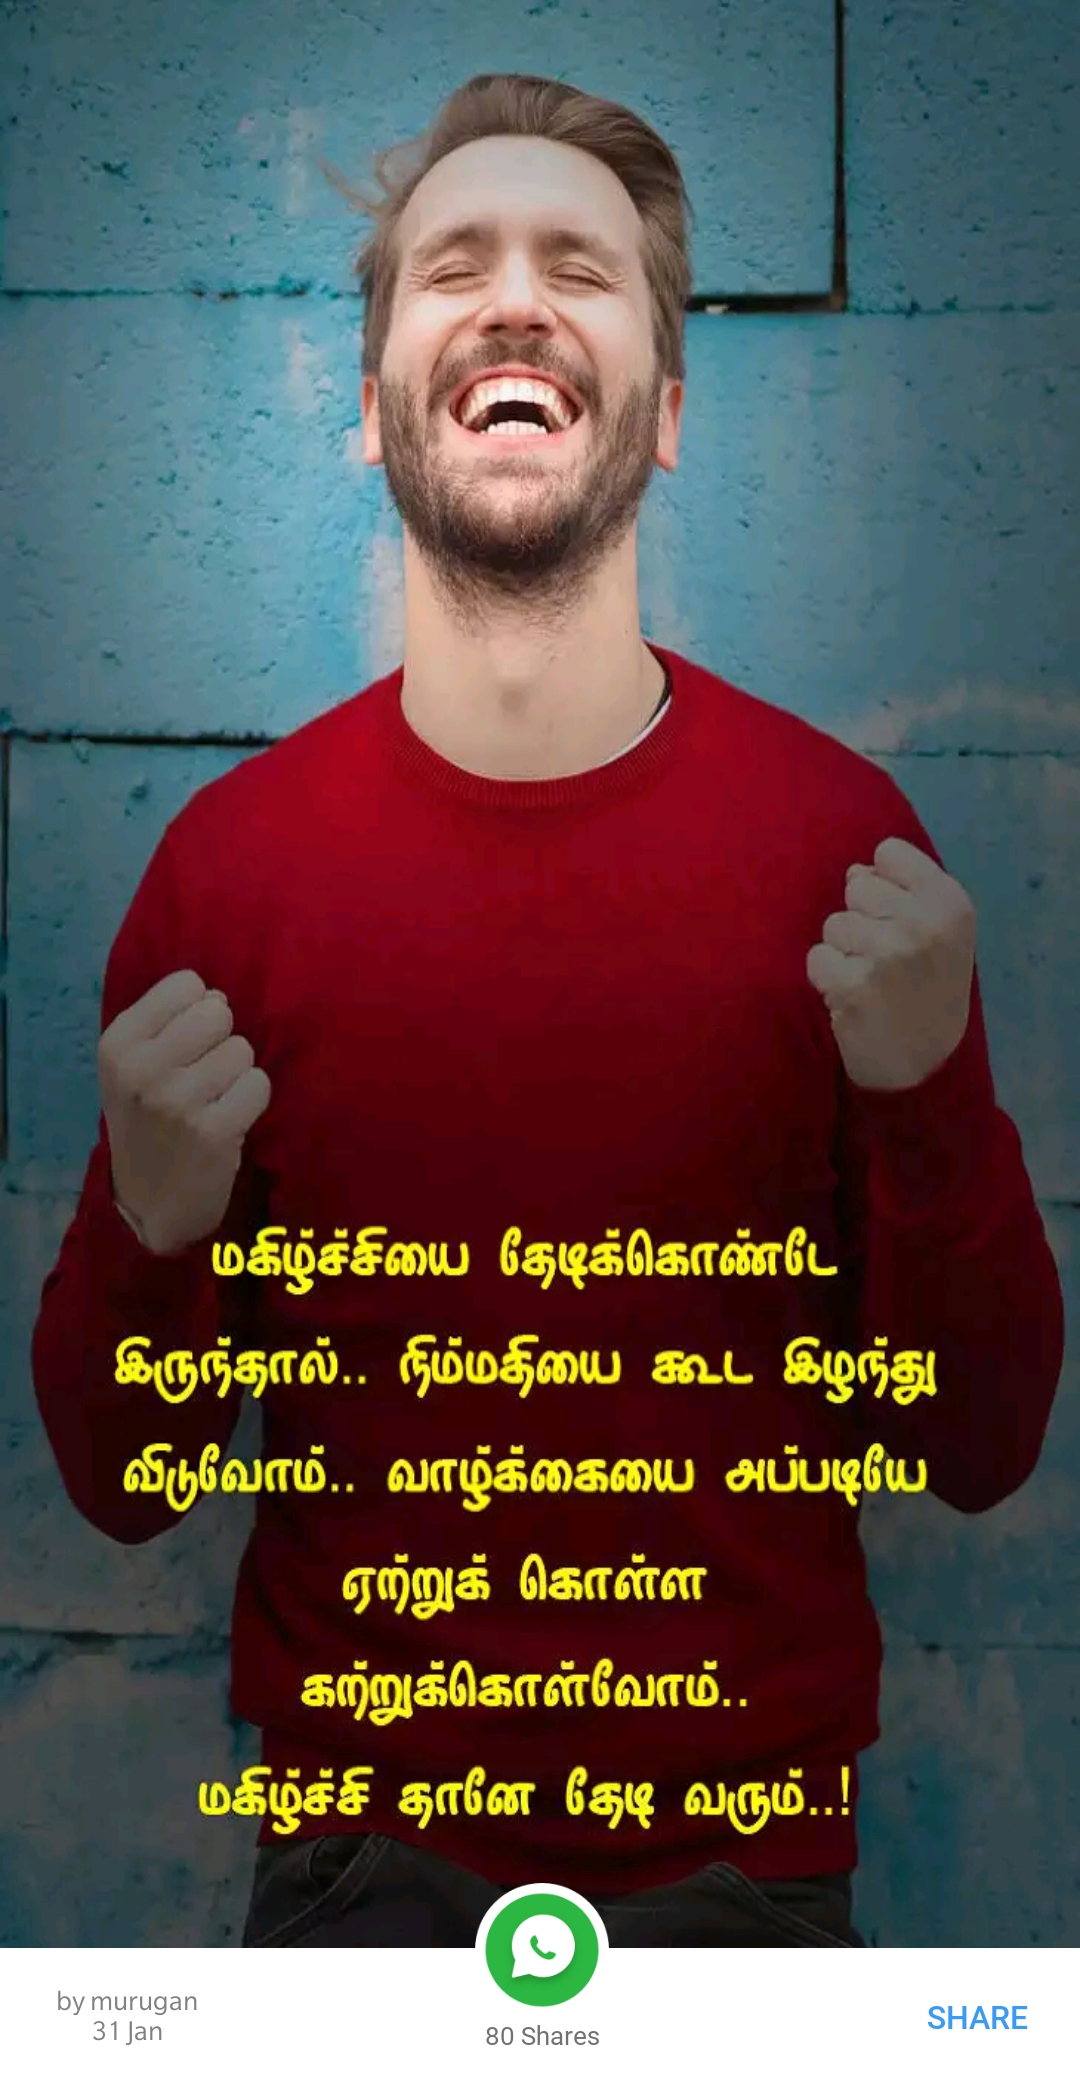 மகிழ்ச்சியை தேடிக்கொண்டே
இருந்தால்.. நிம்மதியை கூட இழந்து
விடுவோம்.. வாழ்க்கையை அப்படியே
ஏற்றுக் கொள்ள
கற்றுக்கொள்வோம்..
மகிழ்ச்சி தானே தேடி வரும்..!
by murugan
31 Jan
80 Shares
SHARE